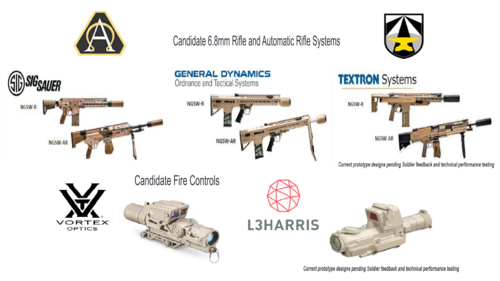 Candidate 6.8mm Rifle and Automatic Rifle Systems
SIG SAUER
NGSW-R
NGSW-AR
GENERAL DYNAMICS
Ordnance and Tactical Systems
NGSW-R
NGSW-AR
TEXTRON Systems
NGSW-R
NGSW-AR
Current prototype designs pending Soldier feedback and technical performance testing
Candidate Fire Controls
VORTEX
OPTICS
L3HARRIS
Current prototype designs pending Soldier feedback and technical performance testing